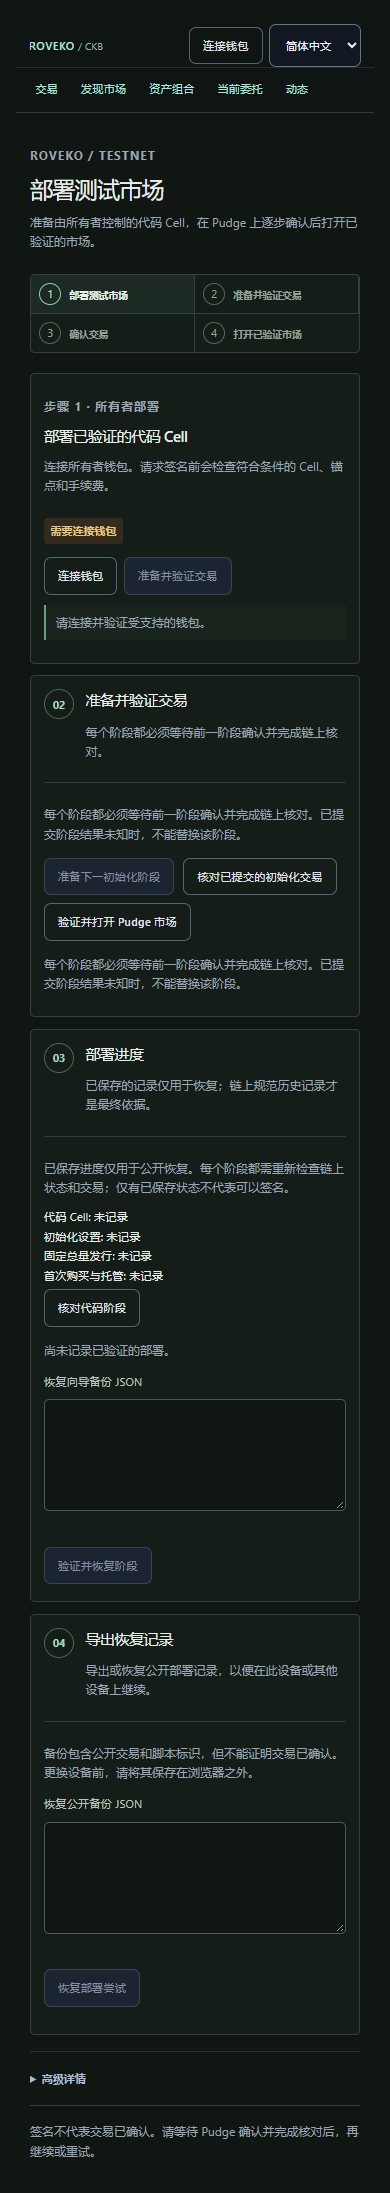 ROVEKO / CKB
连接钱包
简体中文
交易 发现市场 资产组合 当前委托 动态
ROVEKO / TESTNET
部署测试市场
准备由所有者控制的代码 Cell，在 Pudge 上逐步确认后打开已
验证的市场。
1 部署测试市场
2 准备并验证交易
3 确认交易
4 打开已验证市场
步骤 1 · 所有者部署
部署已验证的代码 Cell
连接所有者钱包。请求签名前会检查符合条件的 Cell、锚
点和手续费。
需要连接钱包
连接钱包 准备并验证交易
请连接并验证受支持的钱包。
02 准备并验证交易
每个阶段都必须等待前一阶段确认并完成链上核
对。
每个阶段都必须等待前一阶段确认并完成链上核对。已提
交阶段结果未知时，不能替换该阶段。
准备下一初始化阶段 核对已提交的初始化交易
验证并打开 Pudge 市场
每个阶段都必须等待前一阶段确认并完成链上核对。已提
交阶段结果未知时，不能替换该阶段。
03 部署进度
已保存的记录仅用于恢复；链上规范历史记录才
是最终依据。
已保存进度仅用于公开恢复。每个阶段都需重新检查链上
状态和交易；仅有已保存状态不代表可以签名。
代码 Cell: 未记录
初始化设置: 未记录
固定总量发行: 未记录
首次购买与托管: 未记录
核对代码阶段
尚未记录已验证的部署。
恢复向导备份 JSON
验证并恢复阶段
04 导出恢复记录
导出或恢复公开部署记录，以便在此设备或其他
设备上继续。
备份包含公开交易和脚本标识，但不能证明交易已确认。
更换设备前，请将其保存在浏览器之外。
恢复公开备份 JSON
恢复部署尝试
▶ 高级详情
签名不代表交易已确认。请等待 Pudge 确认并完成核对后，再
继续或重试。